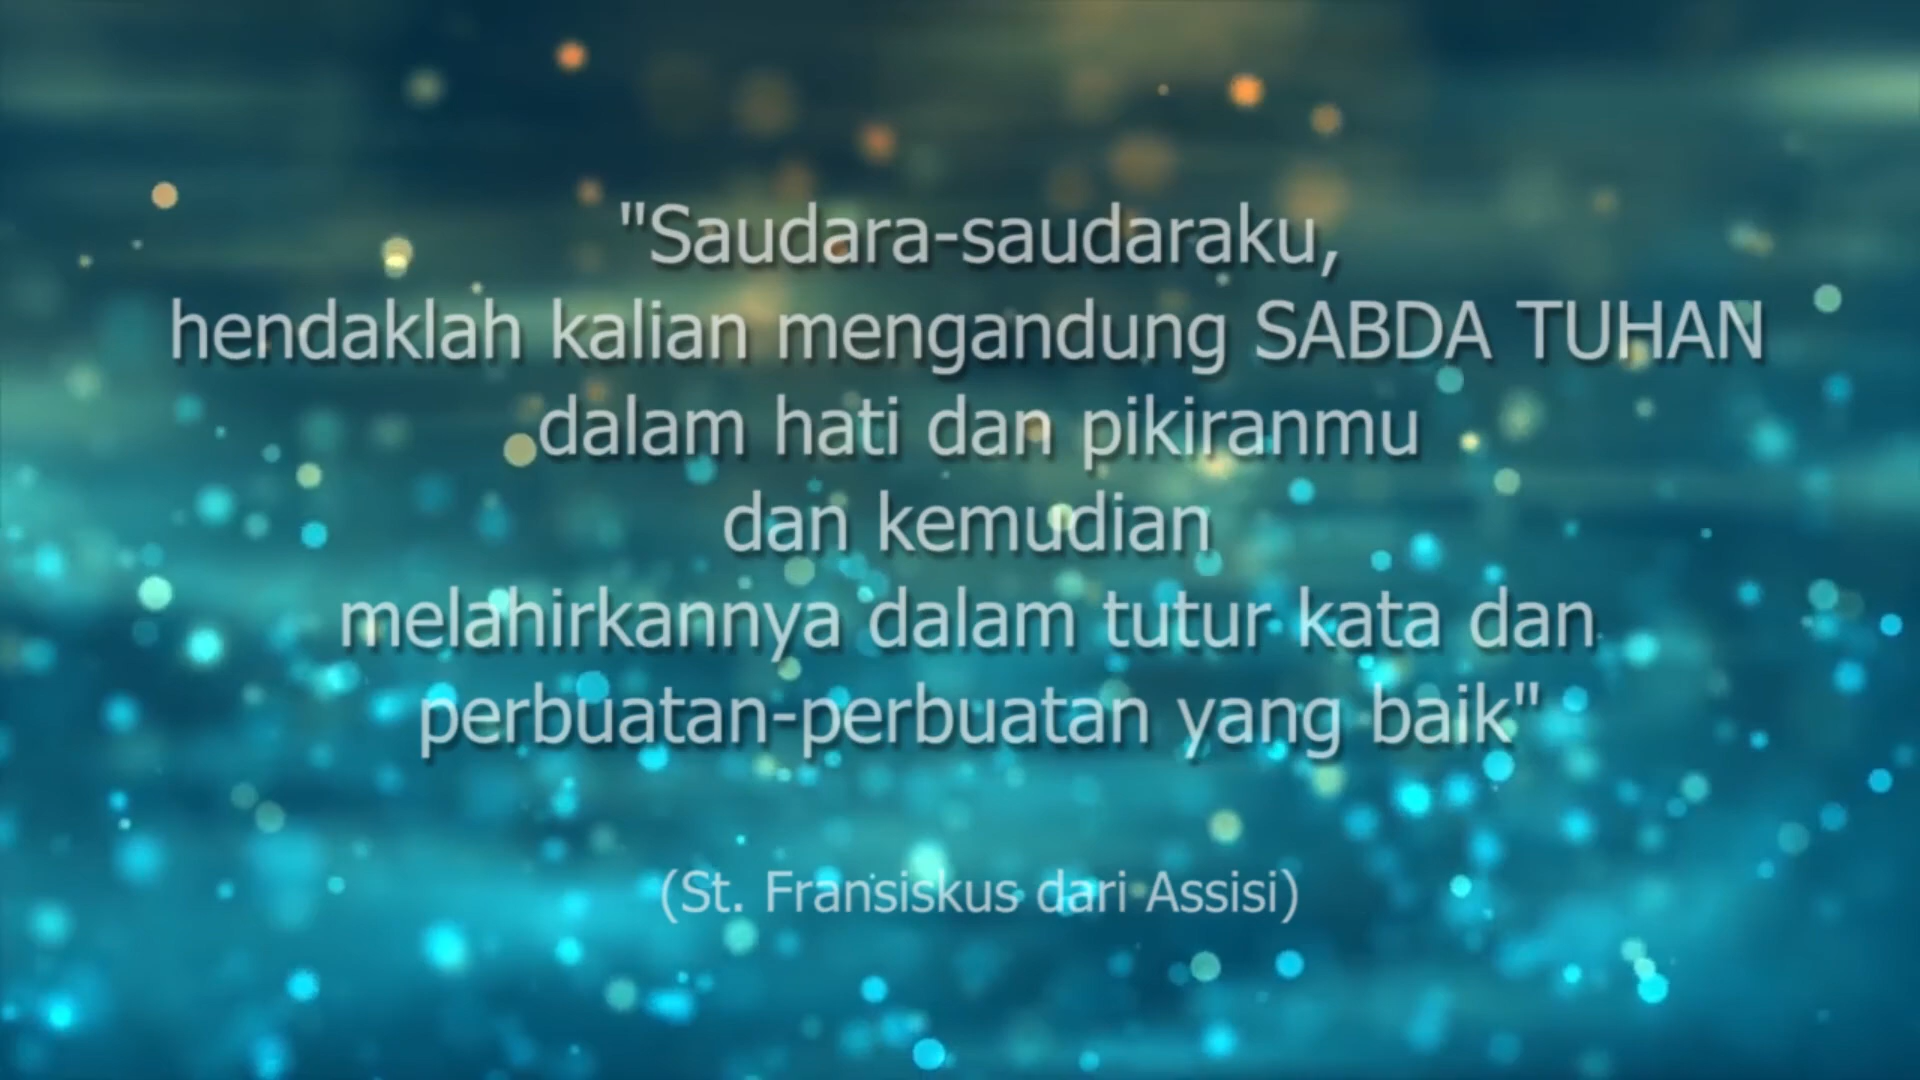 "Saudara-saudaraku,
hendaklah kalian mengandung SABDA TUHAN
dalam hati dan pikiranmu
dan kemudian
melahirkannya dalam tutur kata dan
perbuatan-perbuatan yang baik"
(St. Fransiskus dari Assisi)